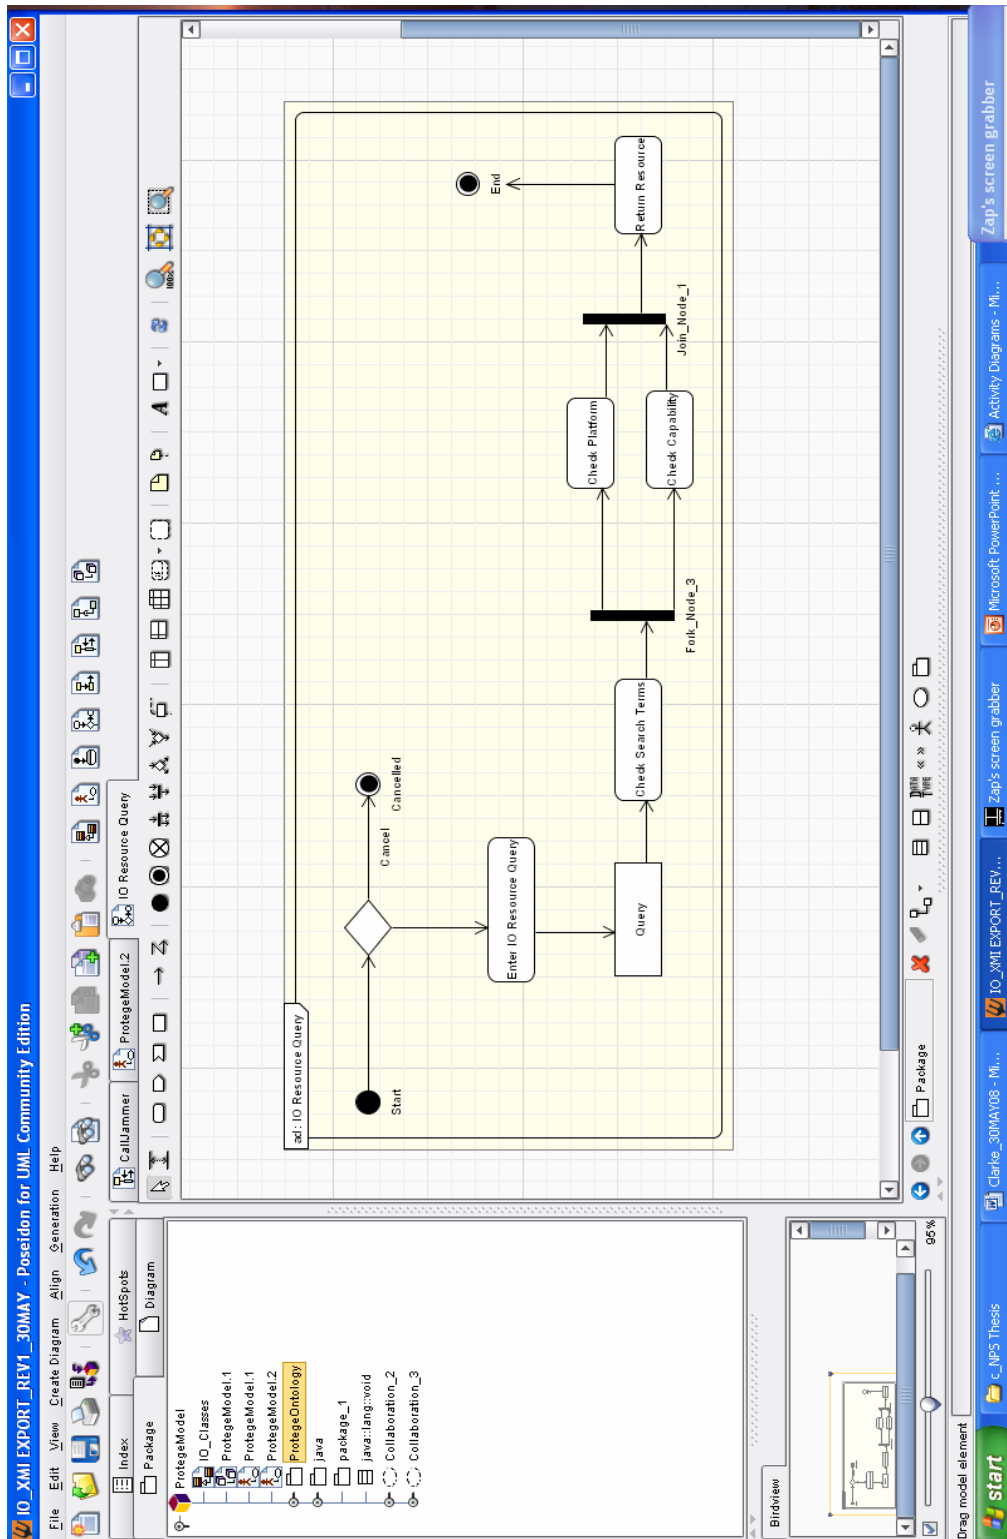 IO_XMI EXPORT_REV1_30MAY - Poseidon for UML Community Edition
File Edit View Create Diagram Align Generation Help
Index
HotSpots
Package
Diagram
ProtegeModel
IO_Classes
ProtegeModel.1
ProtegeModel.1
ProtegeModel.2
ProtegeOntology
java
package_1
java::lang::void
Collaboration_2
Collaboration_3
Birdview
95%
CallJammer
ProtegeModel.2
IO Resource Query
100%
A
ad: IO Resource Query
Start
Cancel
Cancelled
Enter IO Resource Query
Query
Check Search Terms
Fork_Node_3
Check Platform
Check Capability
Join_Node_1
Return Resource
End
Package
DATA
TYPE
« »
Drag model element
start
c_NPS Thesis
Clarke_30MAY08 - Mi...
IO_XMI EXPORT_REV...
Zap's screen grabber
Microsoft PowerPoint ...
Activity Diagrams - Mi...
Zap's screen grabber